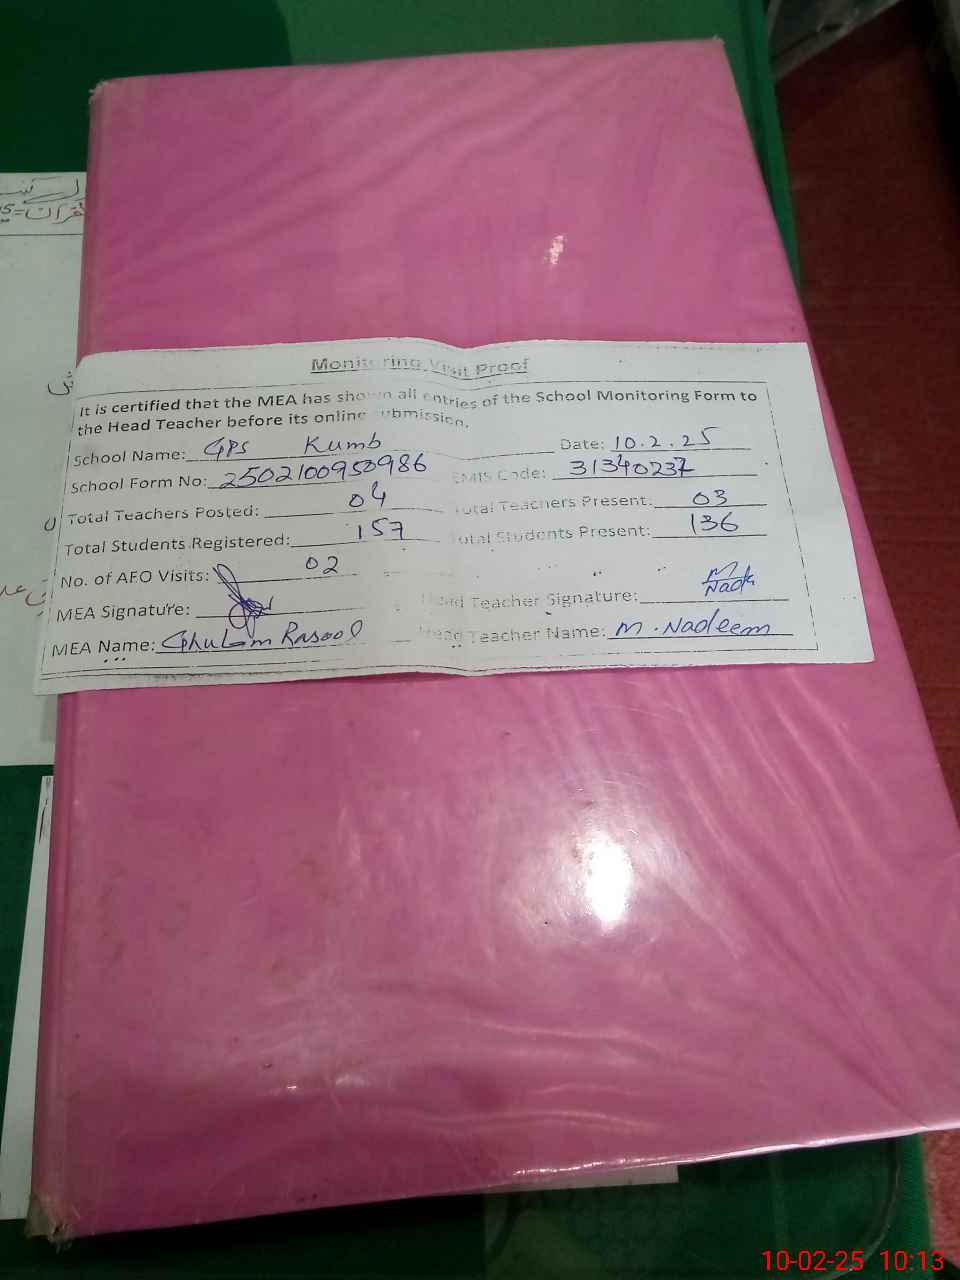 Monitoring Visit Proof
It is certified that the MEA has shown all entries of the School Monitoring Form to
the Head Teacher before its online submission.
School Name: GPS Kumb Date: 10.2.25
School Form No: 2502100950986 EMIS Code: 31340237
Total Teachers Posted: 04 Total Teachers Present: 03
Total Students Registered: 157 Total Students Present: 136
No. of AEO Visits: 02
MEA Signature: Head Teacher Signature: M Nade
MEA Name: Ghulam Rasool Head Teacher Name: M. Nadeem
10-02-25 10:13